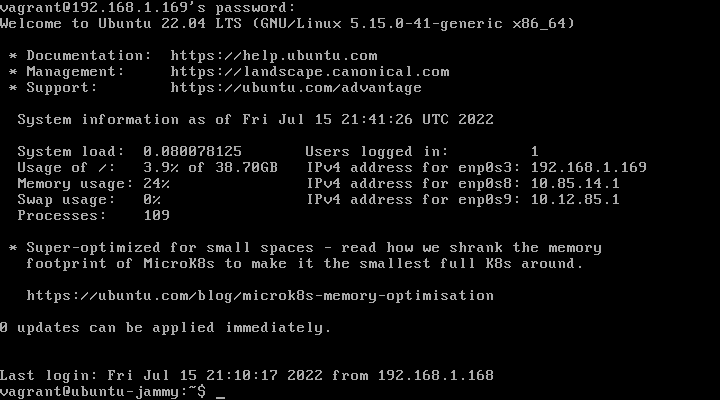 vagrant@192.168.1.169's password:
Welcome to Ubuntu 22.04 LTS (GNU/Linux 5.15.0-41-generic x86_64)

 * Documentation:  https://help.ubuntu.com
 * Management:     https://landscape.canonical.com
 * Support:        https://ubuntu.com/advantage

  System information as of Fri Jul 15 21:41:26 UTC 2022

  System load:  0.080078125       Users logged in:         1
  Usage of /:   3.9% of 38.70GB   IPv4 address for enp0s3: 192.168.1.169
  Memory usage: 24%               IPv4 address for enp0s8: 10.85.14.1
  Swap usage:   0%                IPv4 address for enp0s9: 10.12.85.1
  Processes:    109

 * Super-optimized for small spaces - read how we shrank the memory
   footprint of MicroK8s to make it the smallest full K8s around.

   https://ubuntu.com/blog/microk8s-memory-optimisation

0 updates can be applied immediately.


Last login: Fri Jul 15 21:10:17 2022 from 192.168.1.168
vagrant@ubuntu-jammy:~$ _